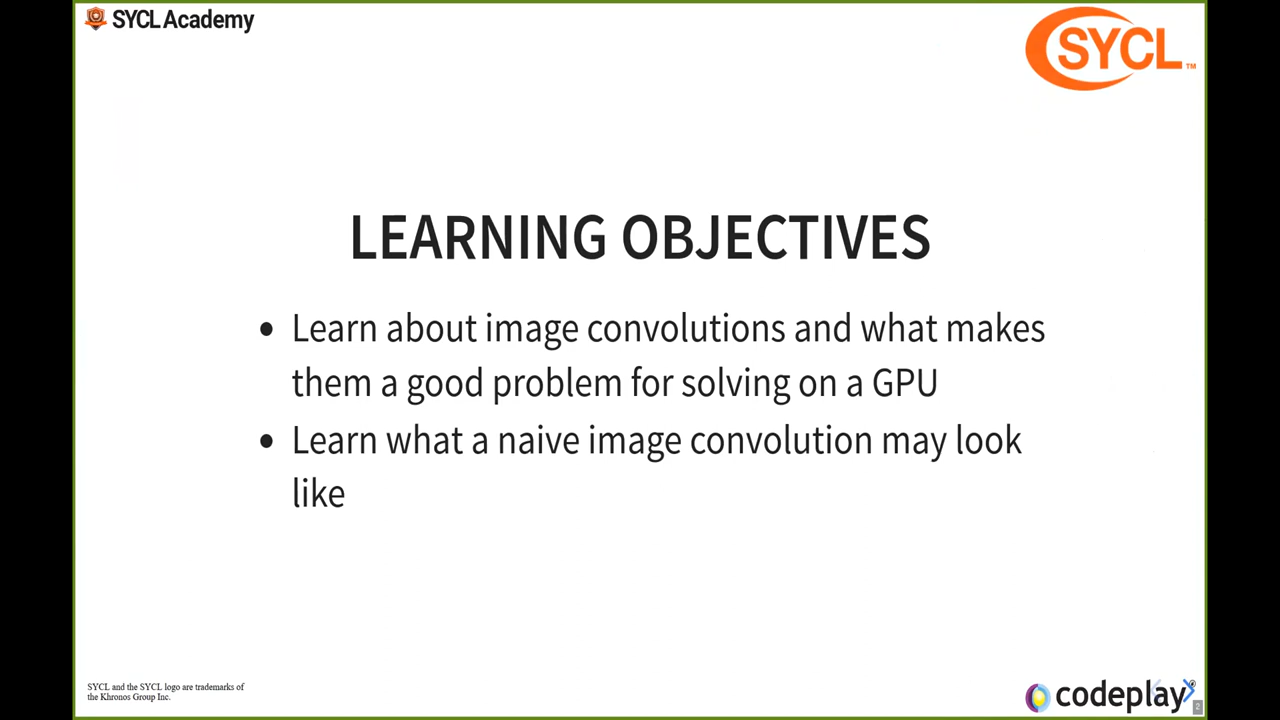 SYCL Academy
SYCL™
LEARNING OBJECTIVES
• Learn about image convolutions and what makes
them a good problem for solving on a GPU
• Learn what a naive image convolution may look
like
SYCL and the SYCL logo are trademarks of
the Khronos Group Inc.
codeplay
2